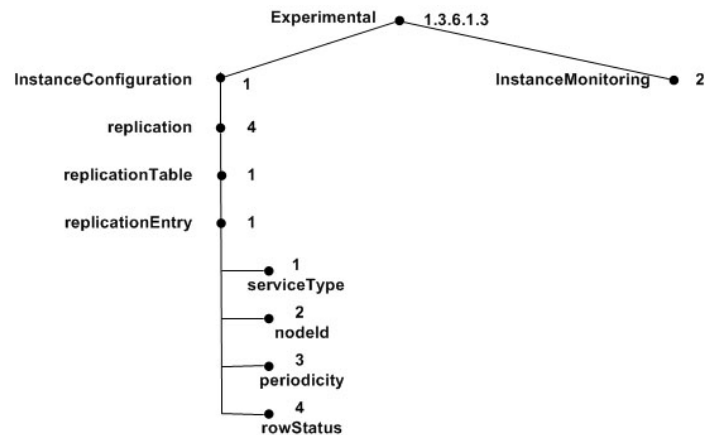 Experimental 1.3.6.1.3
InstanceConfiguration 1
InstanceMonitoring 2
replication 4
replicationTable 1
replicationEntry 1
1
serviceType
2
nodeId
3
periodicity
4
rowStatus